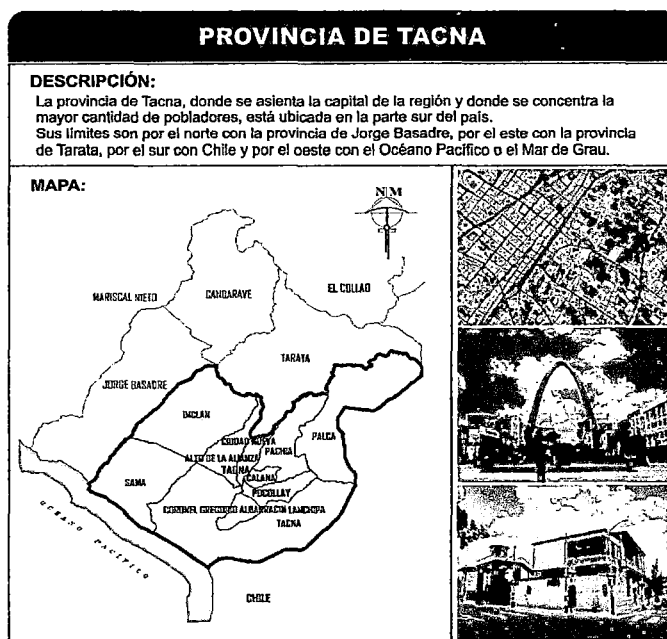 PROVINCIA DE TACNA
DESCRIPCIÓN:
La provincia de Tacna, donde se asienta la capital de la región y donde se concentra la
mayor cantidad de pobladores, está ubicada en la parte sur del país.
Sus límites son por el norte con la provincia de Jorge Basadre, por el este con la provincia
de Tarata, por el sur con Chile y por el oeste con el Océano Pacífico o el Mar de Grau.
MAPA:
N M
MARISCAL NIETO
CANDARAVE
EL COLLAO
TARATA
JORGE BASADRE
INCLAN
CIUDAD NUEVA
PACHIA
PALCA
ALTO DE LA ALIANZA
TACNA
CALANA
SAMA
POCOLLAY
CORONEL GREGORIO ALBARRACIN LANCHIPA
TACNA
OCEANO PACIFICO
CHILE